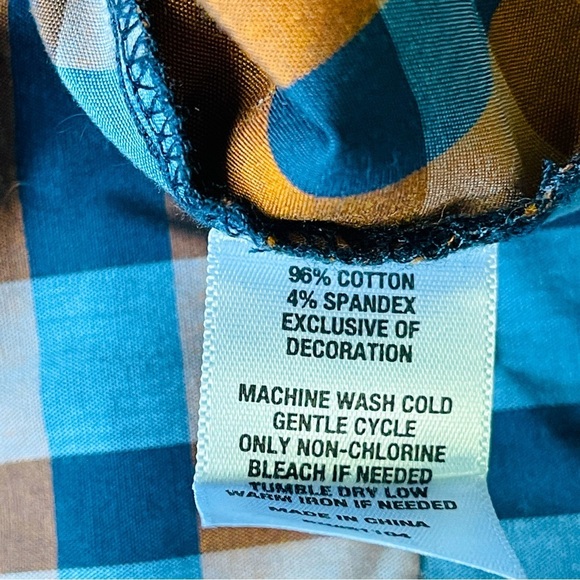 96% COTTON
4% SPANDEX
EXCLUSIVE OF
DECORATION
MACHINE WASH COLD
GENTLE CYCLE
ONLY NON-CHLORINE
BLEACH IF NEEDED
TUMBLE DRY LOW
WARM IRON IF NEEDED
MADE IN CHINA